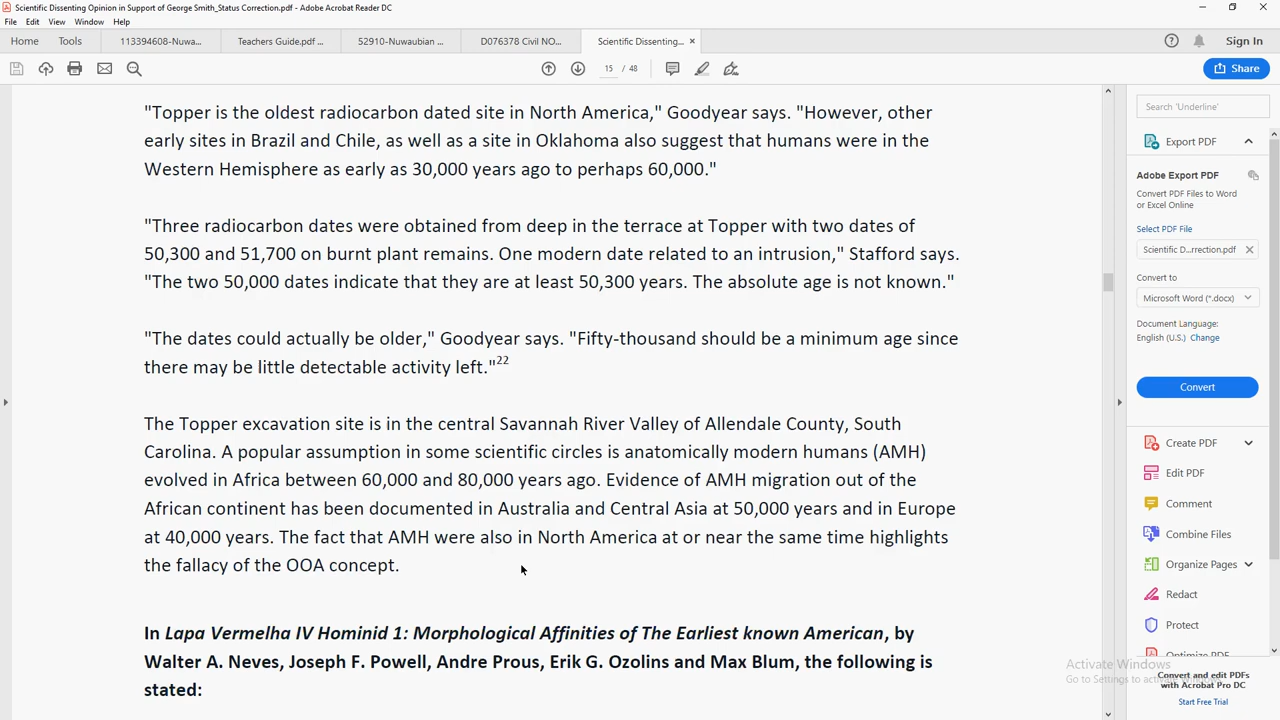 Scientific Dissenting Opinion in Support of George Smith_Status Correction.pdf - Adobe Acrobat Reader DC
File Edit View Window Help
Home Tools 113394608-Nuwa... Teachers Guide.pdf ... 52910-Nuwaubian ... D076378 Civil NO... Scientific Dissenting... × Sign In
15 / 48 Share
"Topper is the oldest radiocarbon dated site in North America," Goodyear says. "However, other
early sites in Brazil and Chile, as well as a site in Oklahoma also suggest that humans were in the
Western Hemisphere as early as 30,000 years ago to perhaps 60,000."
"Three radiocarbon dates were obtained from deep in the terrace at Topper with two dates of
50,300 and 51,700 on burnt plant remains. One modern date related to an intrusion," Stafford says.
"The two 50,000 dates indicate that they are at least 50,300 years. The absolute age is not known."
"The dates could actually be older," Goodyear says. "Fifty-thousand should be a minimum age since
there may be little detectable activity left."22
The Topper excavation site is in the central Savannah River Valley of Allendale County, South
Carolina. A popular assumption in some scientific circles is anatomically modern humans (AMH)
evolved in Africa between 60,000 and 80,000 years ago. Evidence of AMH migration out of the
African continent has been documented in Australia and Central Asia at 50,000 years and in Europe
at 40,000 years. The fact that AMH were also in North America at or near the same time highlights
the fallacy of the OOA concept.
In Lapa Vermelha IV Hominid 1: Morphological Affinities of The Earliest known American, by
Walter A. Neves, Joseph F. Powell, Andre Prous, Erik G. Ozolins and Max Blum, the following is
stated:
Search 'Underline'
Export PDF
Adobe Export PDF
Convert PDF Files to Word
or Excel Online
Select PDF File
Scientific D...rrection.pdf
Convert to
Microsoft Word (*.docx)
Document Language:
English (U.S.) Change
Convert
Create PDF
Edit PDF
Comment
Combine Files
Organize Pages
Redact
Protect
Optimize PDF
Activate Windows
Go to Settings to activate
Convert and edit PDFs
with Acrobat Pro DC
Start Free Trial